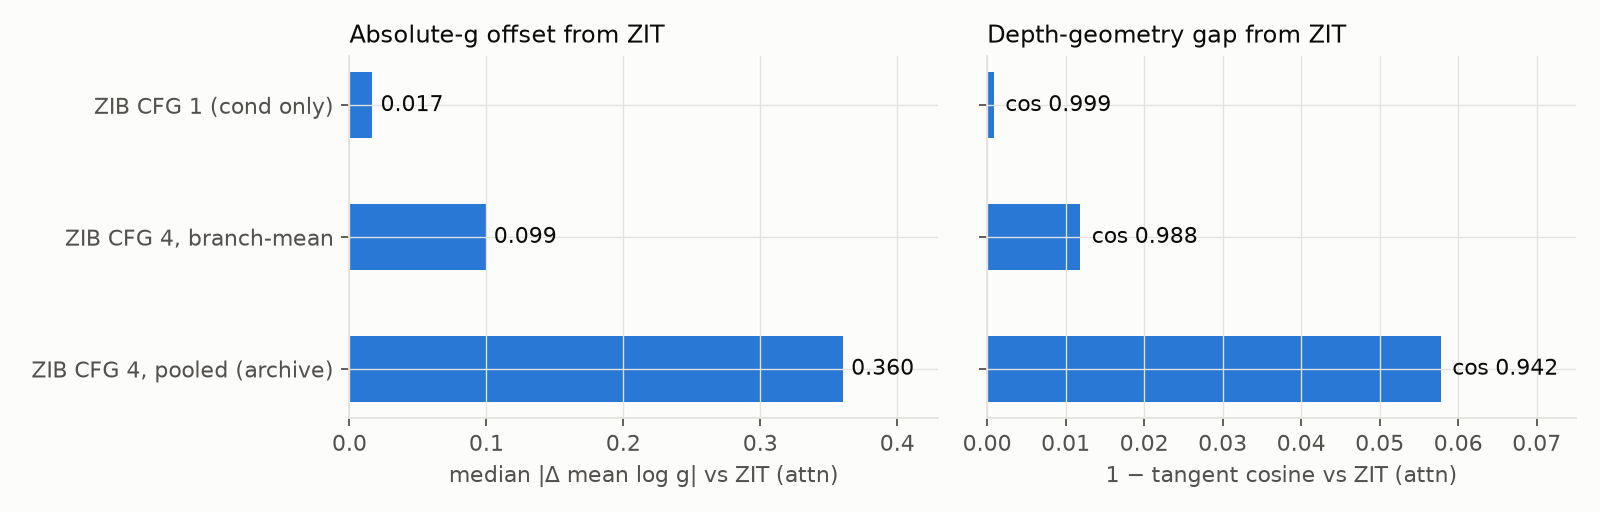 Absolute-g offset from ZIT
Depth-geometry gap from ZIT
ZIB CFG 1 (cond only)
0.017
cos 0.999
ZIB CFG 4, branch-mean
0.099
cos 0.988
ZIB CFG 4, pooled (archive)
0.360
cos 0.942
0.0 0.1 0.2 0.3 0.4
0.00 0.01 0.02 0.03 0.04 0.05 0.06 0.07
median |Δ mean log g| vs ZIT (attn)
1 − tangent cosine vs ZIT (attn)